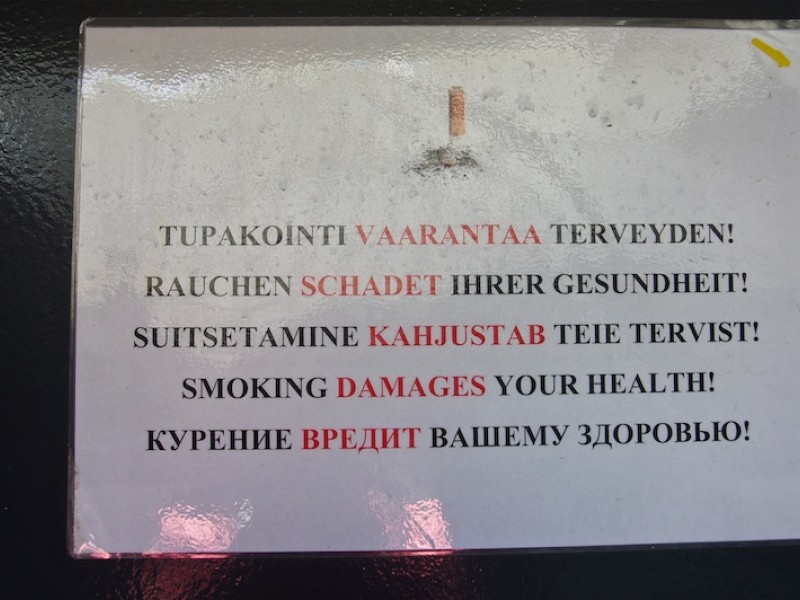 TUPAKOINTI VAARANTAA TERVEYDEN!
RAUCHEN SCHADET IHRER GESUNDHEIT!
SUITSETAMINE KAHJUSTAB TEIE TERVIST!
SMOKING DAMAGES YOUR HEALTH!
КУРЕНИЕ ВРЕДИТ ВАШЕМУ ЗДОРОВЬЮ!